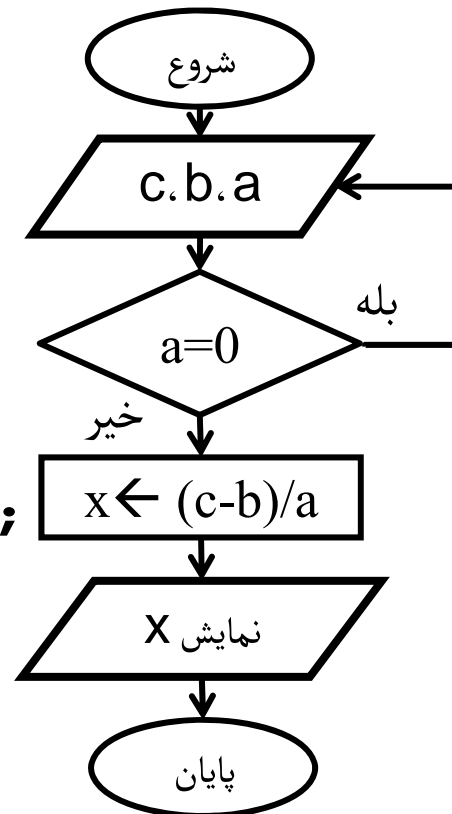 شروع
c، b، a
بله
a=0
خیر
; x← (c-b)/a
نمایش x
پایان